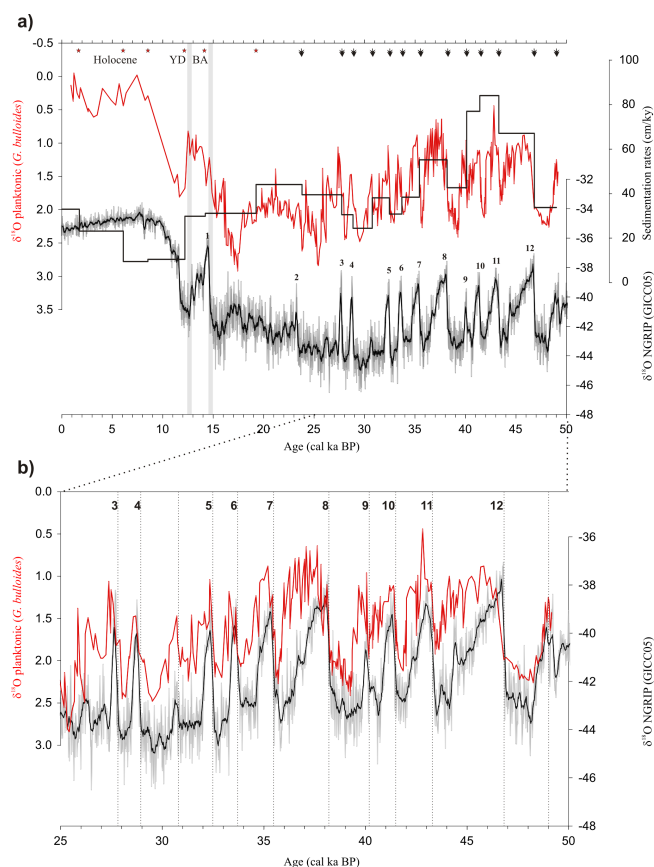 a)
-0.5
0.0
0.5
1.0
1.5
2.0
2.5
3.0
3.5
δ¹⁸O planktonic (G. bulloides)
Holocene YD BA
100
80
60
40
20
0
Sedimentation rates (cm/ky)
-32
-34
-36
-38
-40
-42
-44
-46
-48
δ¹⁸O NGRIP (GICC05)
1 2 3 4 5 6 7 8 9 10 11 12
0 5 10 15 20 25 30 35 40 45 50
Age (cal ka BP)
b)
0.0
0.5
1.0
1.5
2.0
2.5
3.0
δ¹⁸O planktonic (G. bulloides)
3 4 5 6 7 8 9 10 11 12
-36
-38
-40
-42
-44
-46
-48
δ¹⁸O NGRIP (GICC05)
25 30 35 40 45 50
Age (cal ka BP)